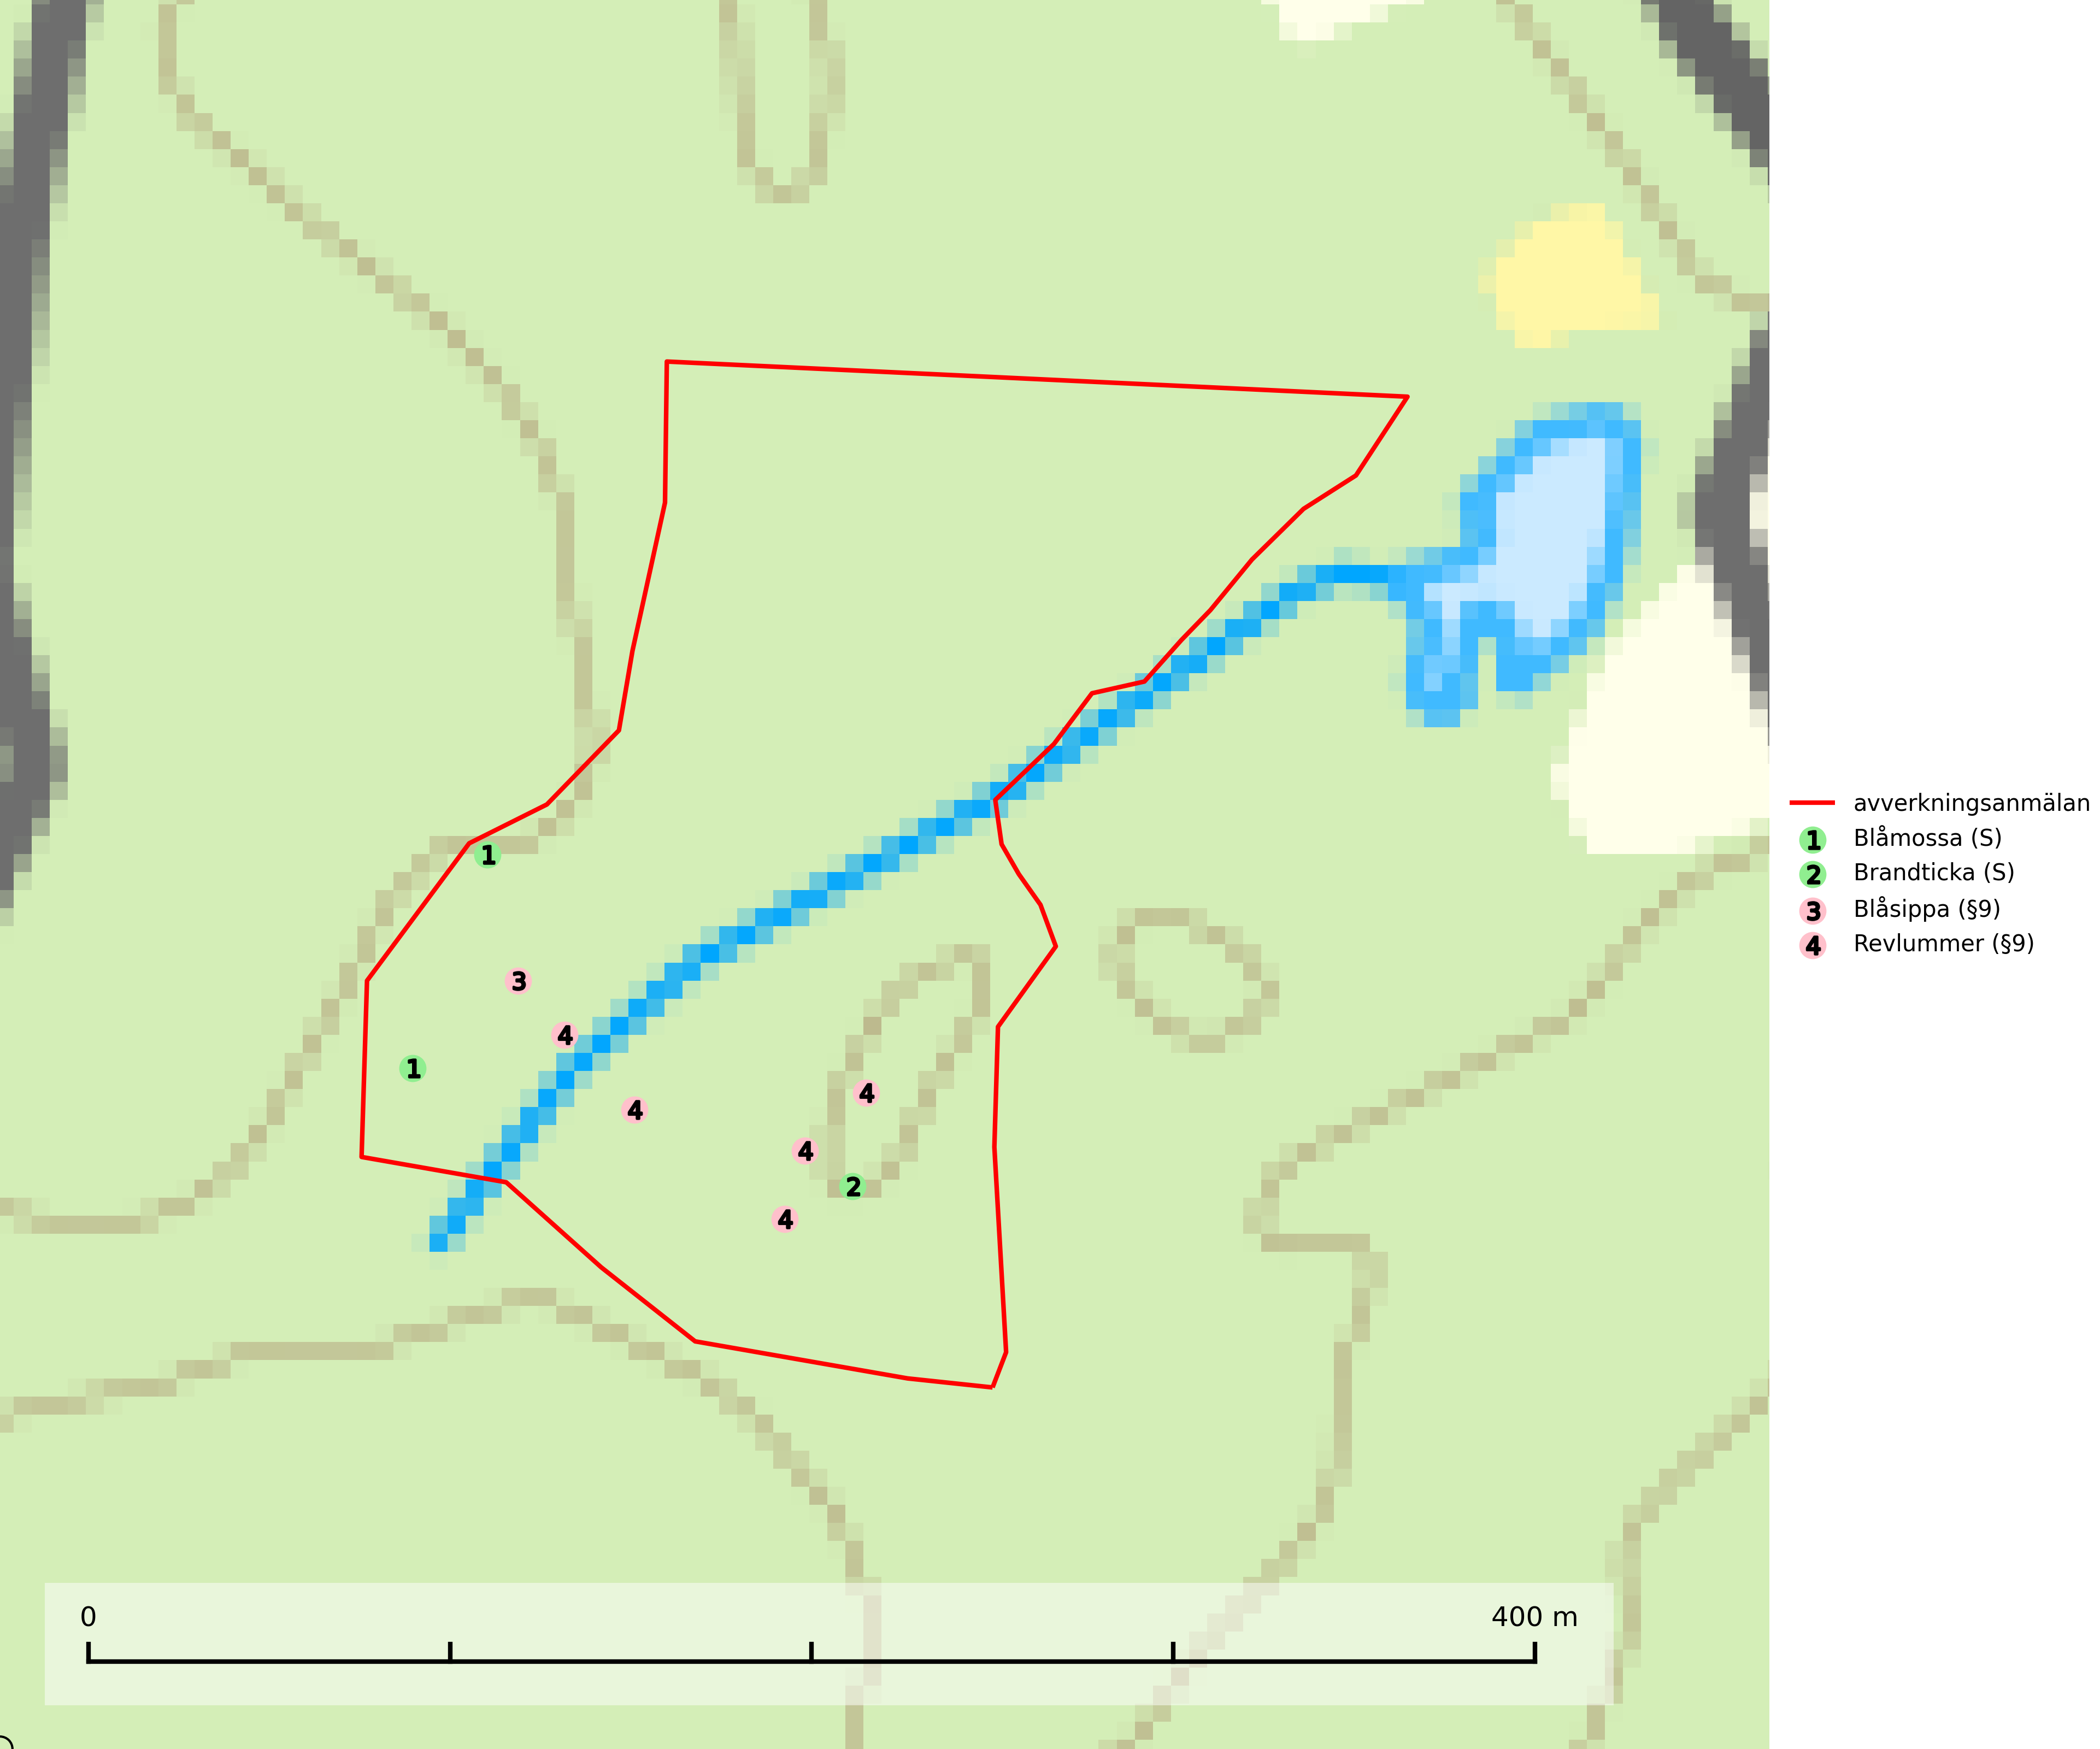 avverkningsanmälan
1 Blåmossa (S)
2 Brandticka (S)
3 Blåsippa (§9)
4 Revlummer (§9)
1
3
4
1
4
4
4
2
4
0 400 m